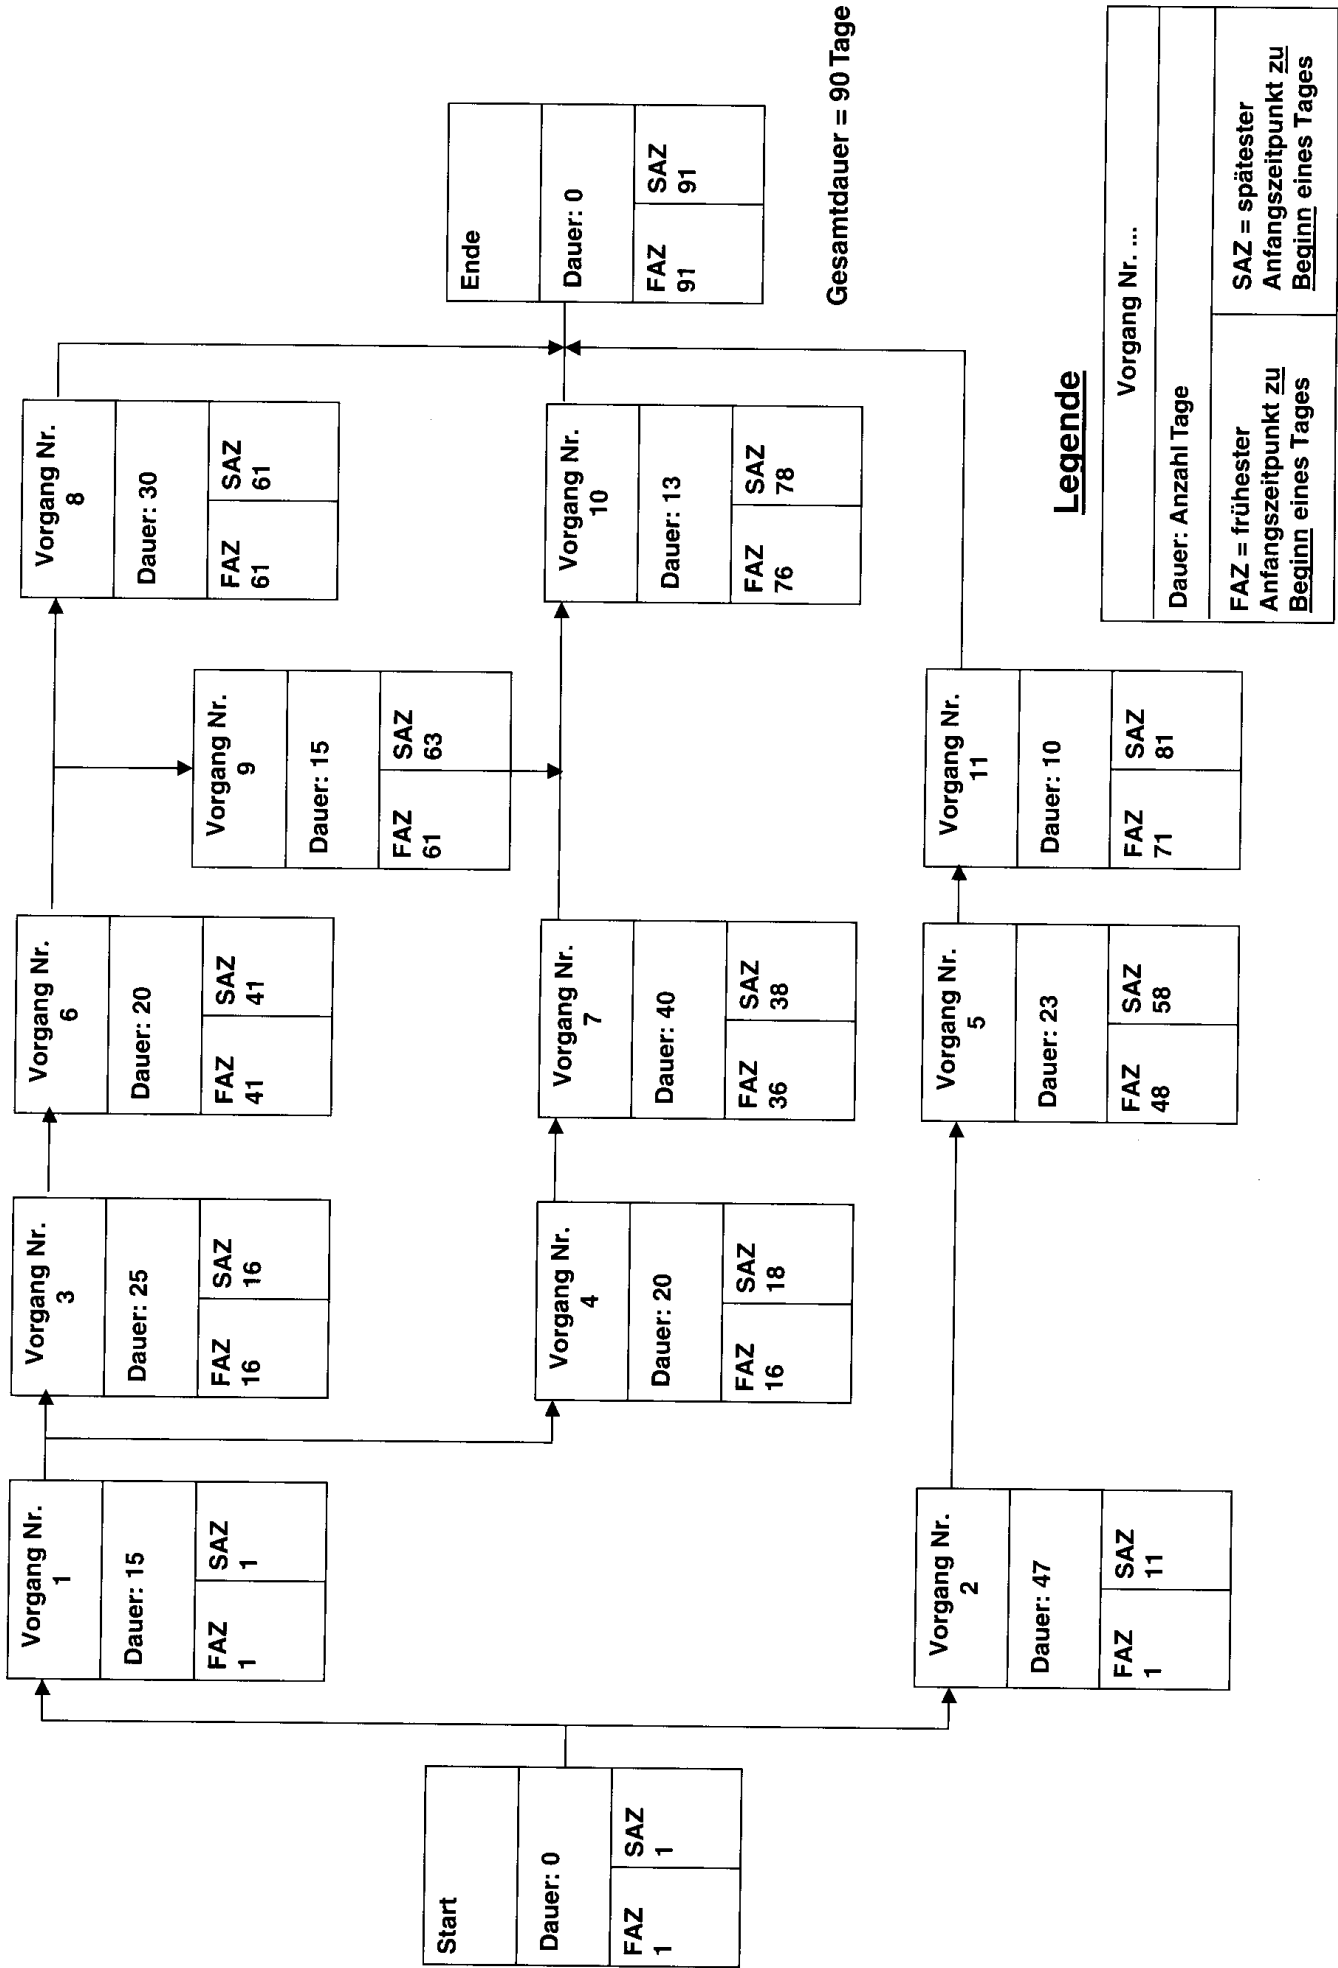 Start
Dauer: 0
FAZ
1
SAZ
1
Vorgang Nr.
1
Dauer: 15
FAZ
1
SAZ
1
Vorgang Nr.
2
Dauer: 47
FAZ
1
SAZ
11
Vorgang Nr.
3
Dauer: 25
FAZ
16
SAZ
16
Vorgang Nr.
4
Dauer: 20
FAZ
16
SAZ
18
Vorgang Nr.
6
Dauer: 20
FAZ
41
SAZ
41
Vorgang Nr.
7
Dauer: 40
FAZ
36
SAZ
38
Vorgang Nr.
5
Dauer: 23
FAZ
48
SAZ
58
Vorgang Nr.
9
Dauer: 15
FAZ
61
SAZ
63
Vorgang Nr.
11
Dauer: 10
FAZ
71
SAZ
81
Vorgang Nr.
8
Dauer: 30
FAZ
61
SAZ
61
Vorgang Nr.
10
Dauer: 13
FAZ
76
SAZ
78
Ende
Dauer: 0
FAZ
91
SAZ
91
Gesamtdauer = 90 Tage
Legende
Vorgang Nr. ...
Dauer: Anzahl Tage
FAZ = frühester
Anfangszeitpunkt zu
Beginn eines Tages
SAZ = spätester
Anfangszeitpunkt zu
Beginn eines Tages